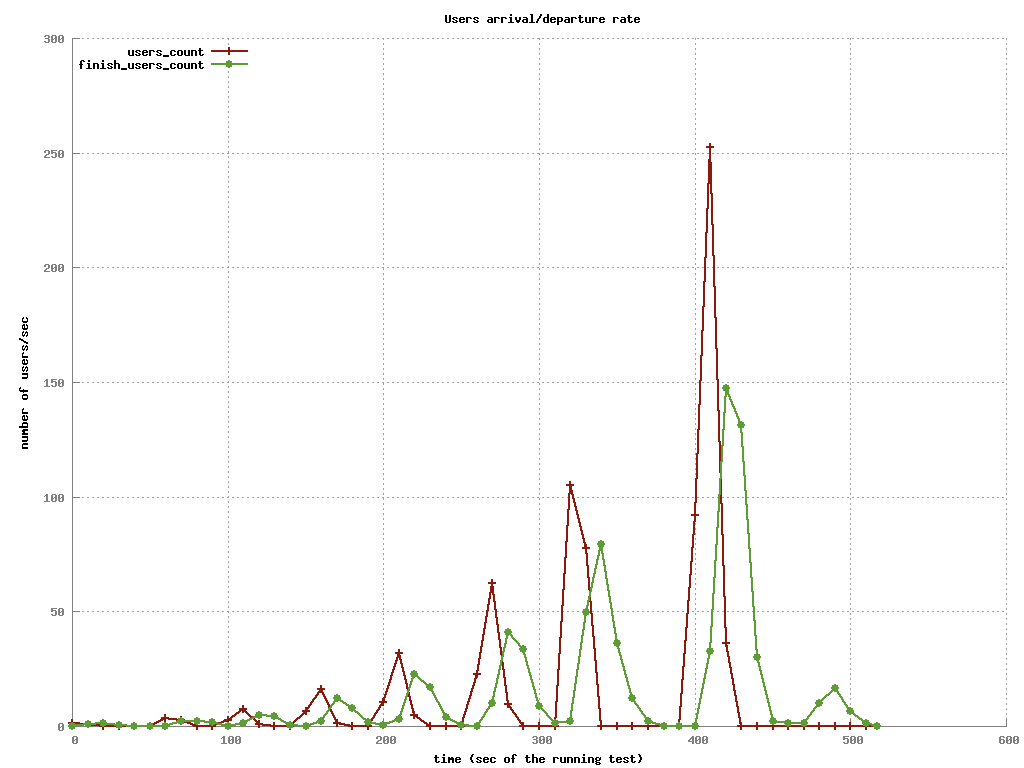 Users arrival/departure rate
users_count
finish_users_count
number of users/sec
300
250
200
150
100
50
0
0 100 200 300 400 500 600
time (sec of the running test)